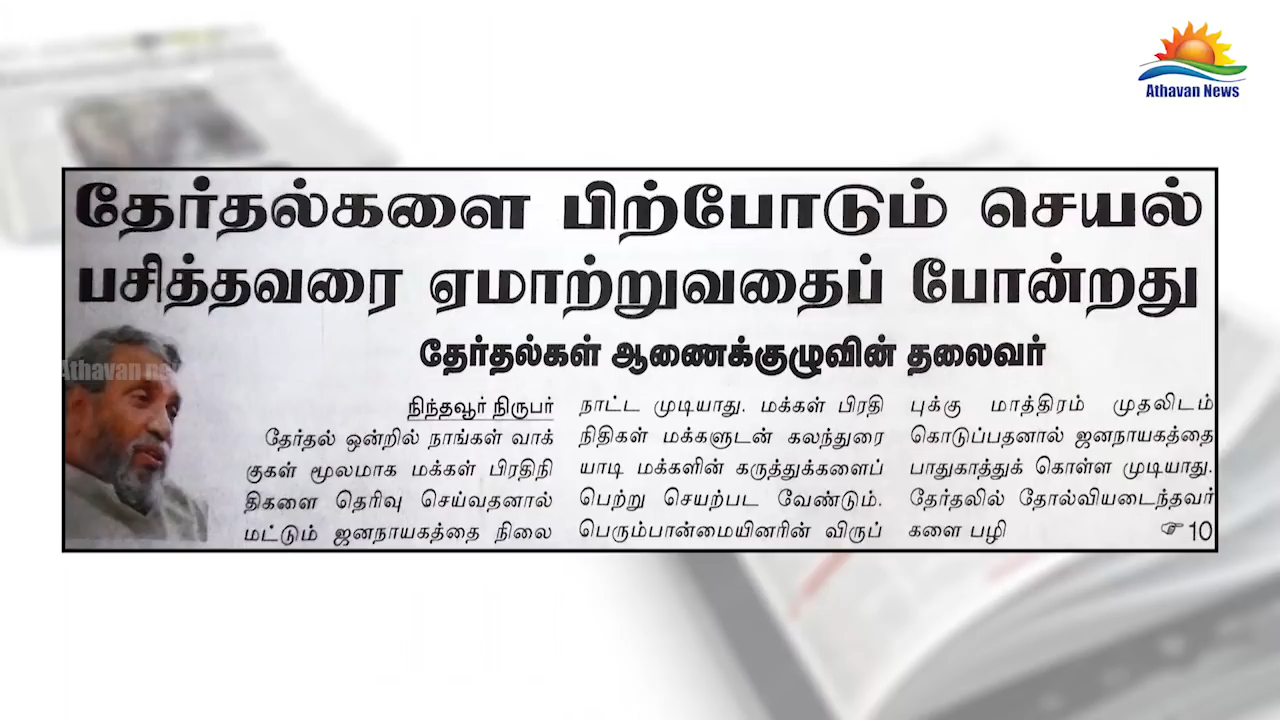 Athavan News
தேர்தல்களை பிற்போடும் செயல்
பசித்தவரை ஏமாற்றுவதைப் போன்றது
தேர்தல்கள் ஆணைக்குழுவின் தலைவர்
Athavan ne
நிந்தவூர் நிருபர்
தேர்தல் ஒன்றில் நாங்கள் வாக்
குகள் மூலமாக மக்கள் பிரதிநி
திகளை தெரிவு செய்வதனால்
மட்டும் ஜனநாயகத்தை நிலை
நாட்ட முடியாது. மக்கள் பிரதி
நிதிகள் மக்களுடன் கலந்துரை
யாடி மக்களின் கருத்துக்களைப்
பெற்று செயற்பட வேண்டும்.
பெரும்பான்மையினரின் விருப்
புக்கு மாத்திரம் முதலிடம்
கொடுப்பதனால் ஜனநாயகத்தை
பாதுகாத்துக் கொள்ள முடியாது.
தேர்தலில் தோல்வியடைந்தவர்
களை பழி ☞ 10